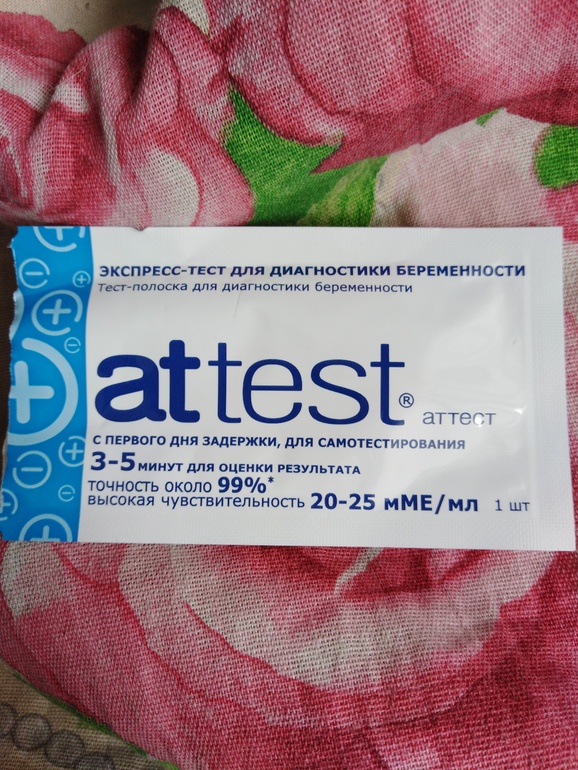 ЭКСПРЕСС-ТЕСТ ДЛЯ ДИАГНОСТИКИ БЕРЕМЕННОСТИ
Тест-полоска для диагностики беременности
attest® аттест
С ПЕРВОГО ДНЯ ЗАДЕРЖКИ, ДЛЯ САМОТЕСТИРОВАНИЯ
3-5 МИНУТ ДЛЯ ОЦЕНКИ РЕЗУЛЬТАТА
точность около 99%*
высокая чувствительность 20-25 мМЕ/мл 1 шт